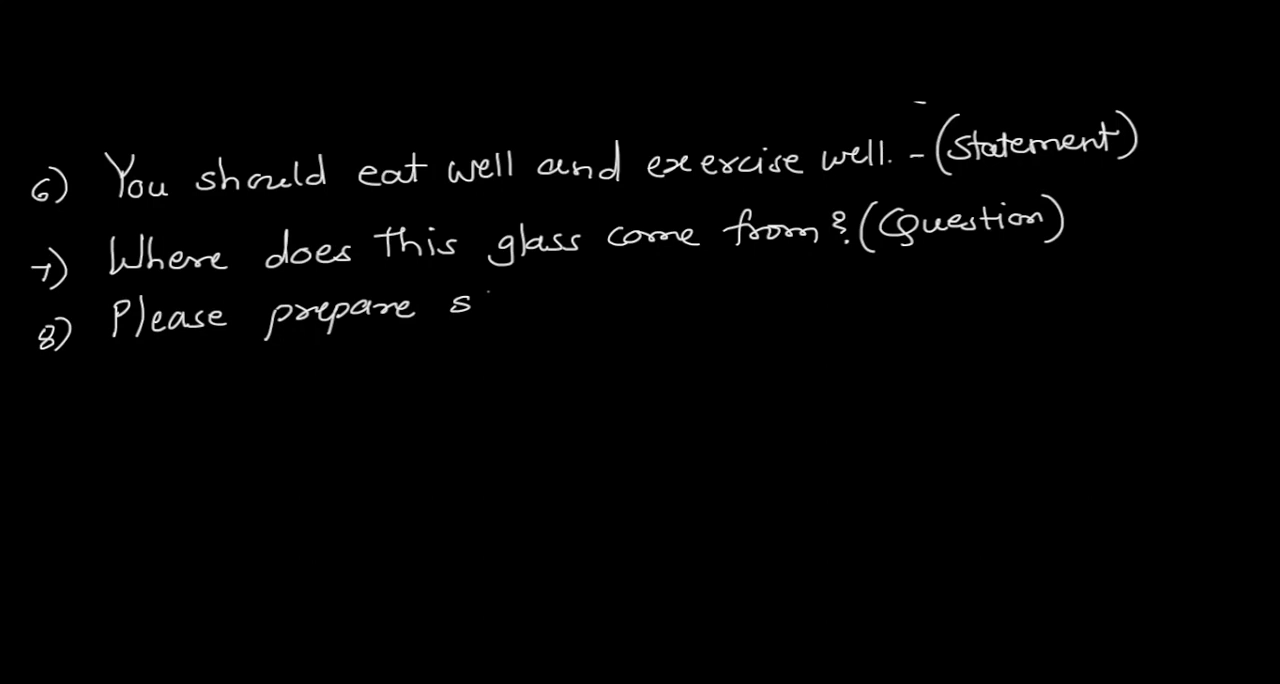 6) You should eat well and exercise well. - (Statement)
7) Where does this glass come from? (Question)
8) Please prepare s